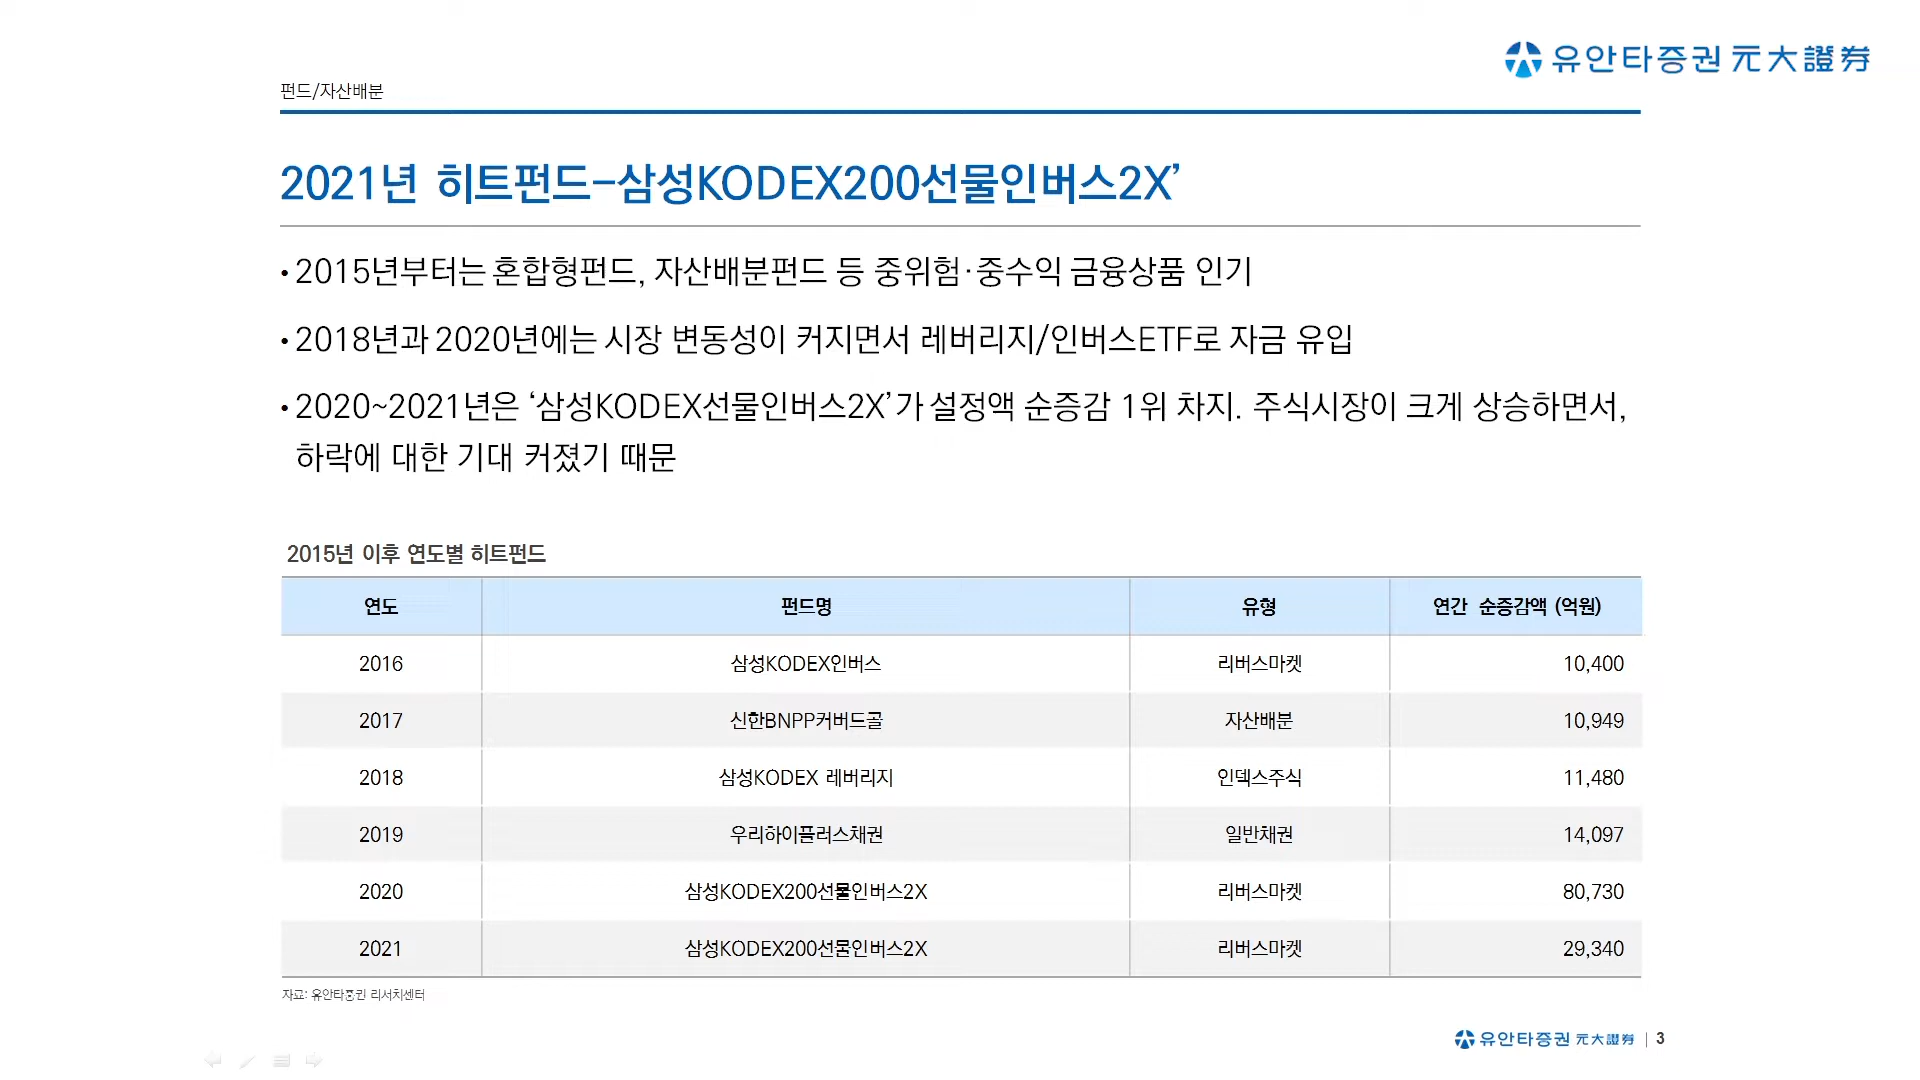 유안타증권 元大證券
펀드/자산배분
2021년 히트펀드-삼성KODEX200선물인버스2X’
• 2015년부터는 혼합형펀드, 자산배분펀드 등 중위험·중수익 금융상품 인기
• 2018년과 2020년에는 시장 변동성이 커지면서 레버리지/인버스ETF로 자금 유입
• 2020~2021년은 ‘삼성KODEX선물인버스2X’가 설정액 순증감 1위 차지. 주식시장이 크게 상승하면서,
하락에 대한 기대 커졌기 때문
2015년 이후 연도별 히트펀드
연도 펀드명 유형 연간 순증감액 (억원)
2016 삼성KODEX인버스 리버스마켓 10,400
2017 신한BNPP커버드골 자산배분 10,949
2018 삼성KODEX 레버리지 인덱스주식 11,480
2019 우리하이플러스채권 일반채권 14,097
2020 삼성KODEX200선물인버스2X 리버스마켓 80,730
2021 삼성KODEX200선물인버스2X 리버스마켓 29,340
자료: 유안타증권 리서치센터
유안타증권 元大證券 | 3